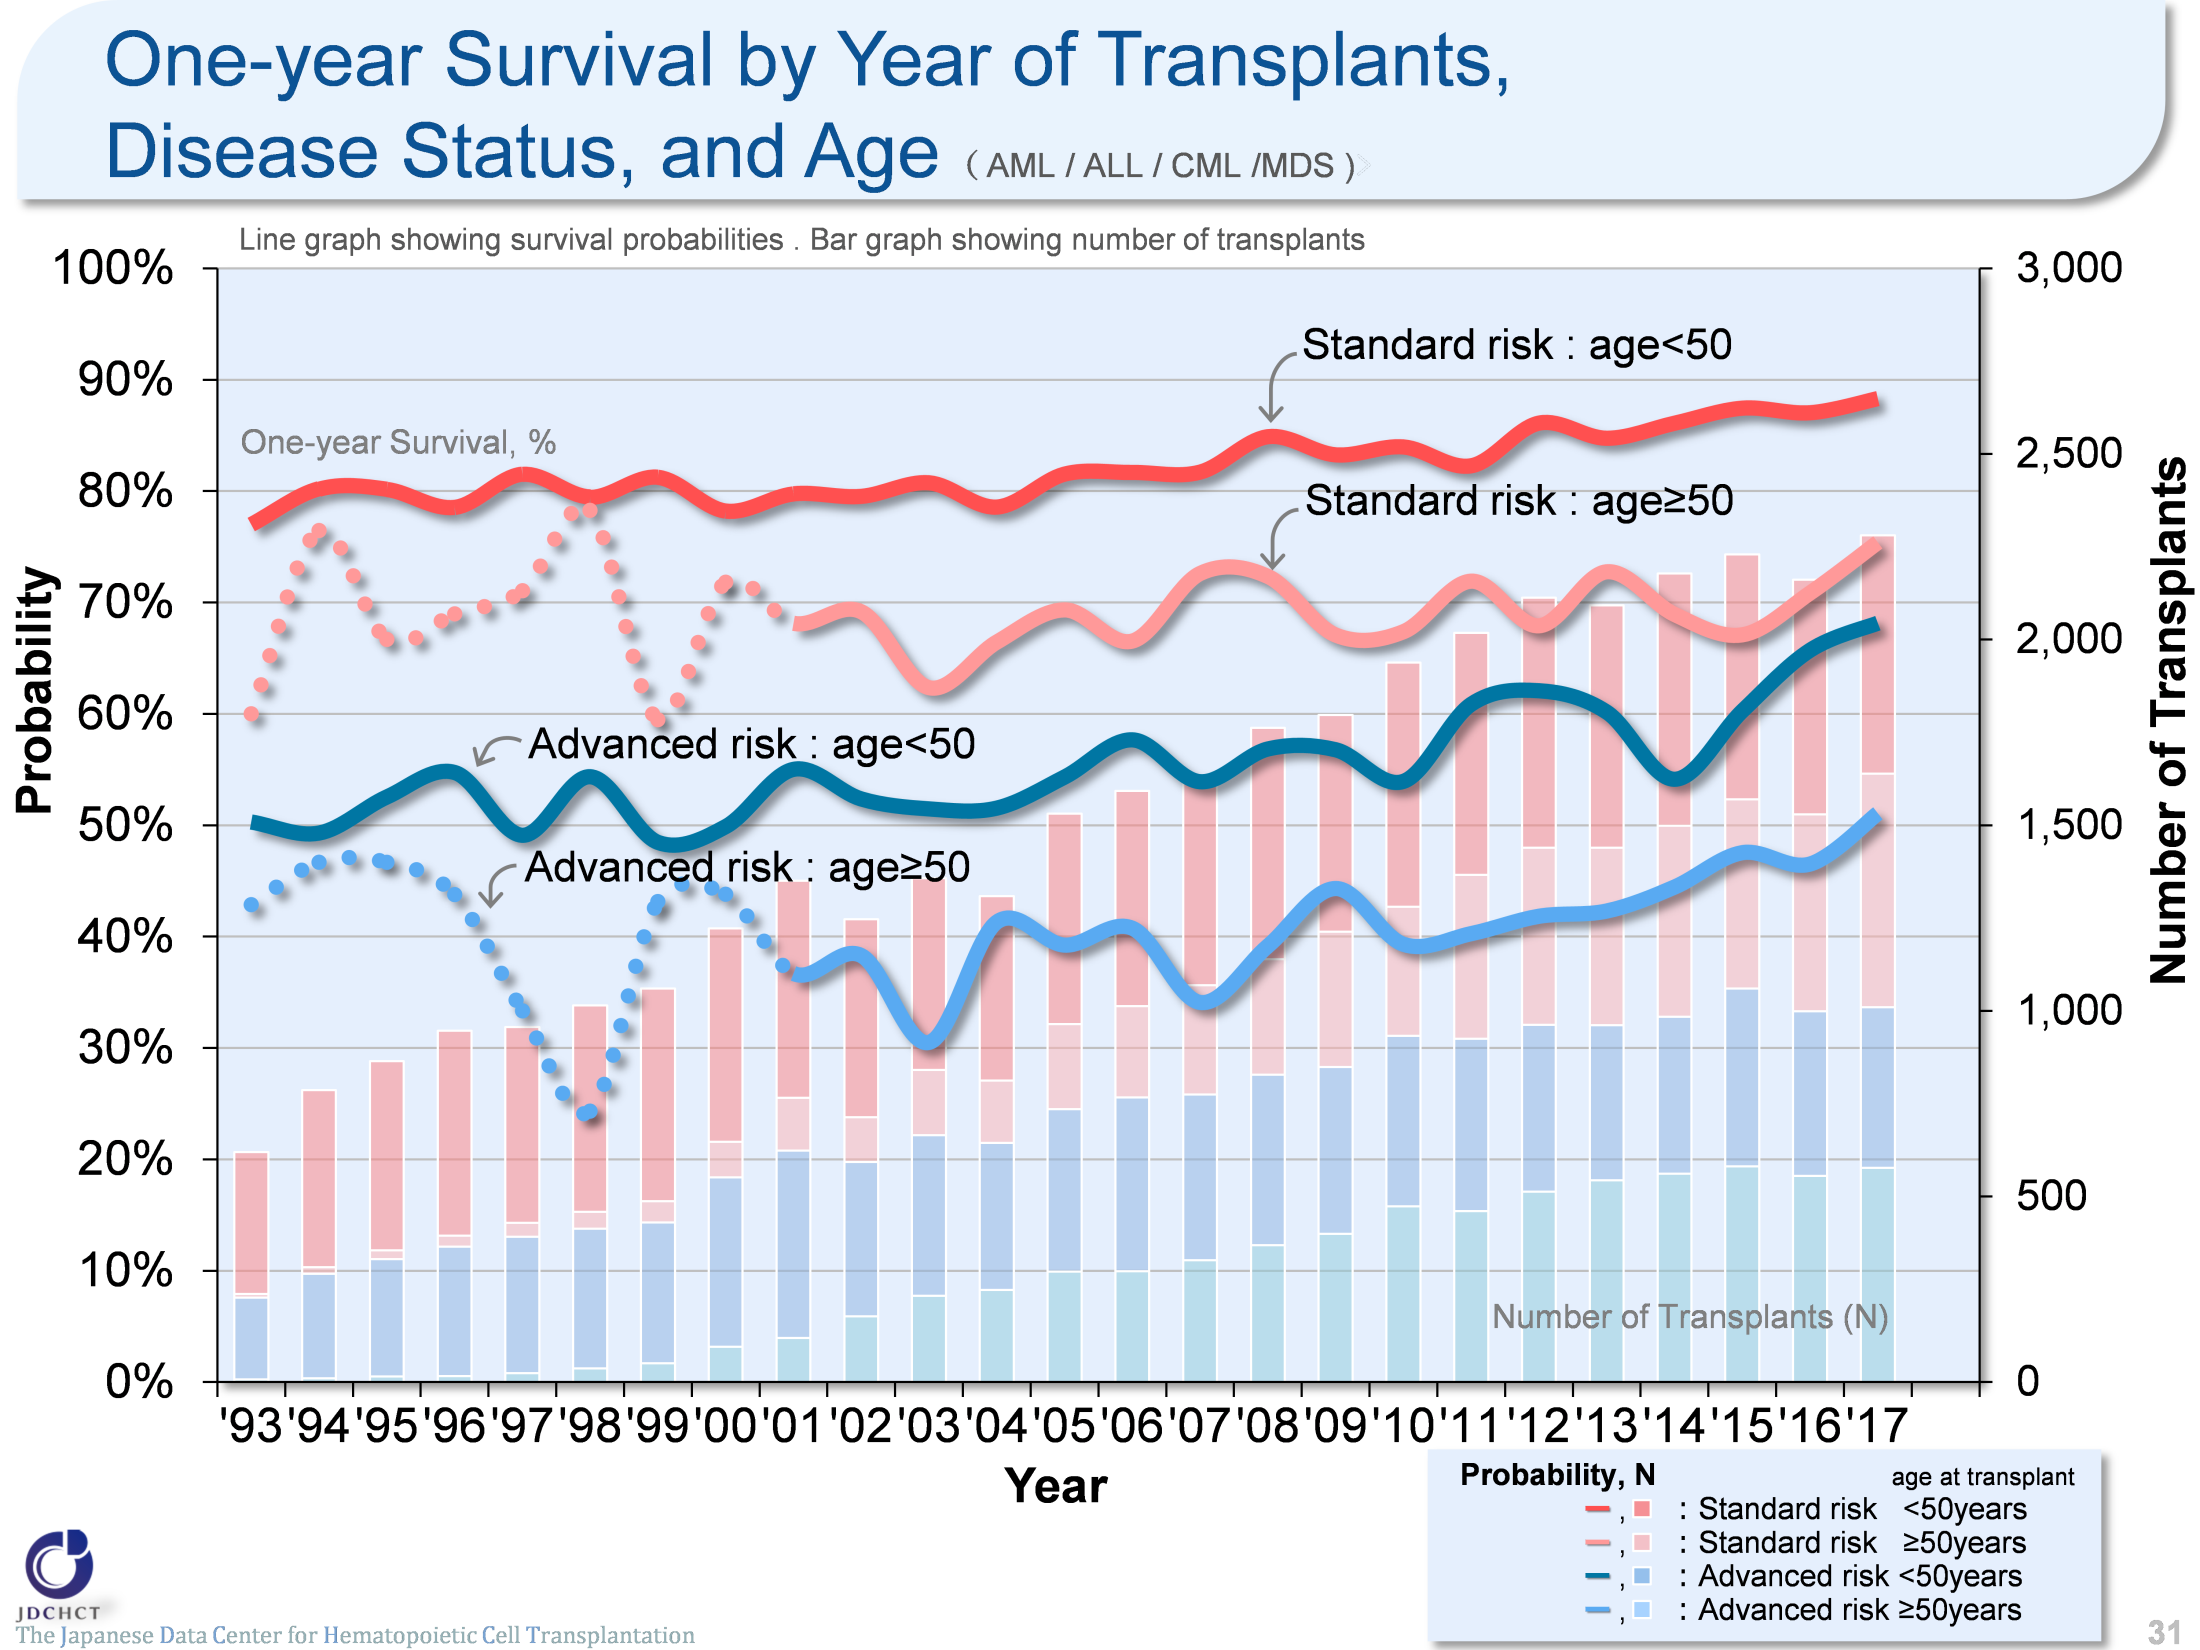 One-year Survival by Year of Transplants,
Disease Status, and Age ( AML / ALL / CML /MDS )
Line graph showing survival probabilities . Bar graph showing number of transplants
100%
90%
80%
70%
60%
50%
40%
30%
20%
10%
0%
Probability
One-year Survival, %
Standard risk : age<50
Standard risk : age≥50
Advanced risk : age<50
Advanced risk : age≥50
Number of Transplants (N)
3,000
2,500
2,000
1,500
1,000
500
0
Number of Transplants
'93 '94 '95 '96 '97 '98 '99 '00 '01 '02 '03 '04 '05 '06 '07 '08 '09 '10 '11 '12 '13 '14 '15 '16 '17
Year
Probability, N age at transplant
, : Standard risk <50years
, : Standard risk ≥50years
, : Advanced risk <50years
, : Advanced risk ≥50years
JDCHCT
The Japanese Data Center for Hematopoietic Cell Transplantation
31